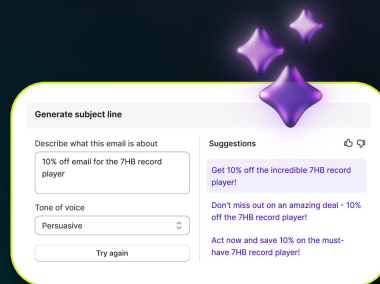 Generate subject line
Describe what this email is about
10% off email for the 7HB record
player
Tone of voice
Persuasive
Try again
Suggestions
Get 10% off the incredible 7HB record
player!
Don't miss out on an amazing deal - 10%
off the 7HB record player!
Act now and save 10% on the must-
have 7HB record player!